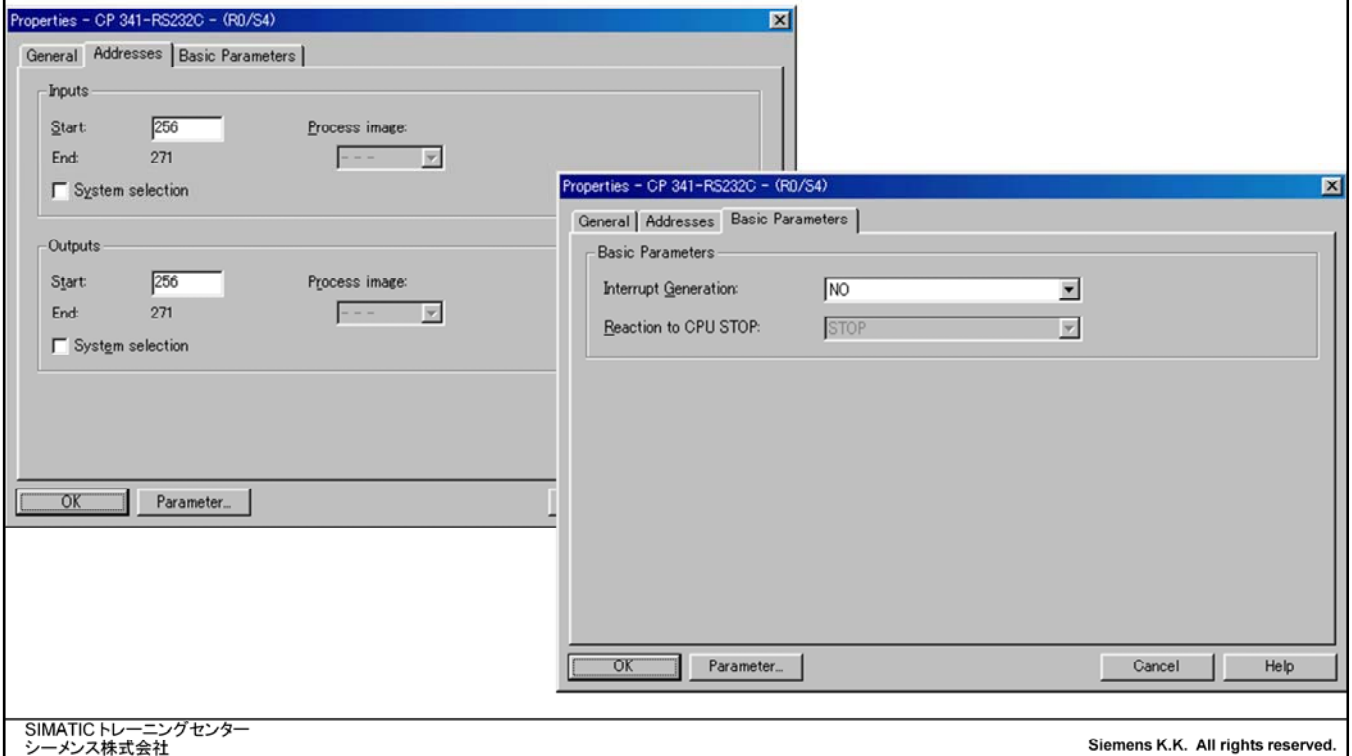 Properties - CP 341-RS232C - (R0/S4)
General Addresses Basic Parameters
Inputs
Start: 256 Process image:
End: 271 - - -
System selection
Outputs
Start: 256 Process image:
End: 271 - - -
System selection
OK Parameter...
Properties - CP 341-RS232C - (R0/S4)
General Addresses Basic Parameters
Basic Parameters
Interrupt Generation: NO
Reaction to CPU STOP: STOP
OK Parameter... Cancel Help
SIMATIC トレーニングセンター
シーメンス株式会社
Siemens K.K. All rights reserved.